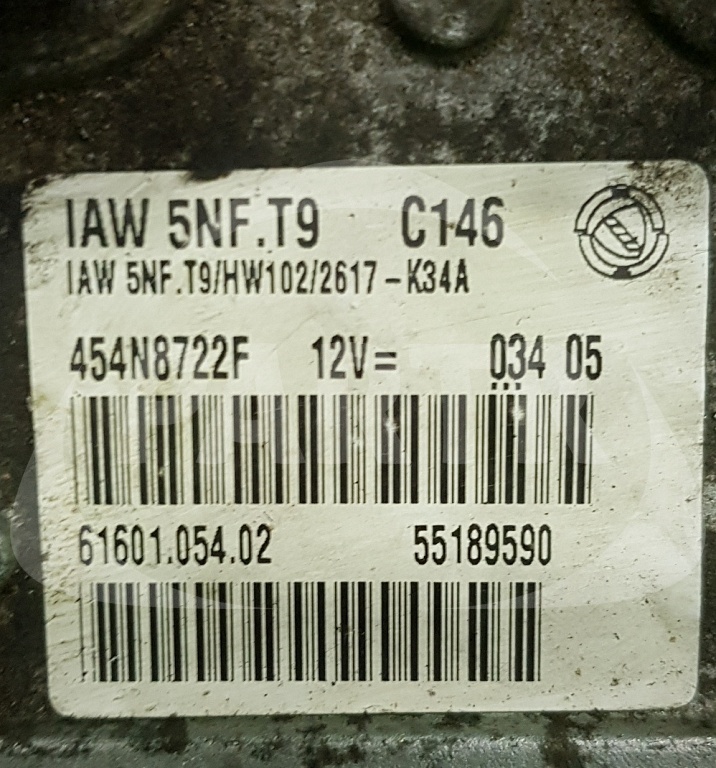 IAW 5NF.T9 C146
IAW 5NF.T9/HW102/2617-K34A
454N8722F 12V= 034 05
61601.054.02 55189590